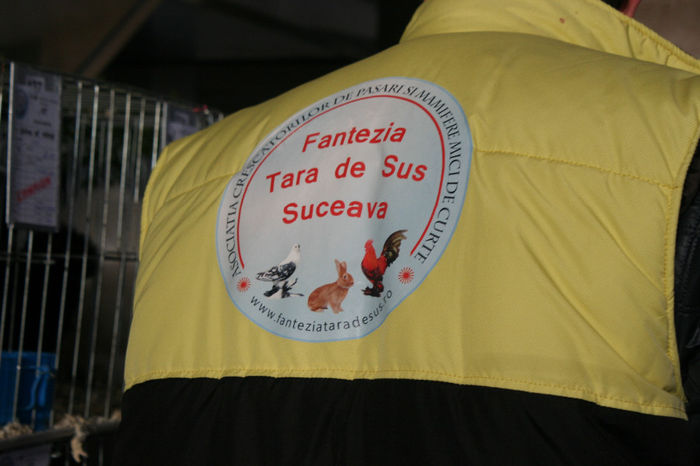 ASOCIATIA CRESCATORILOR DE PASARI SI MAMIFERE MICI DE CURTE
Fantezia
Tara de Sus
Suceava
www.fanteziataradesus.ro